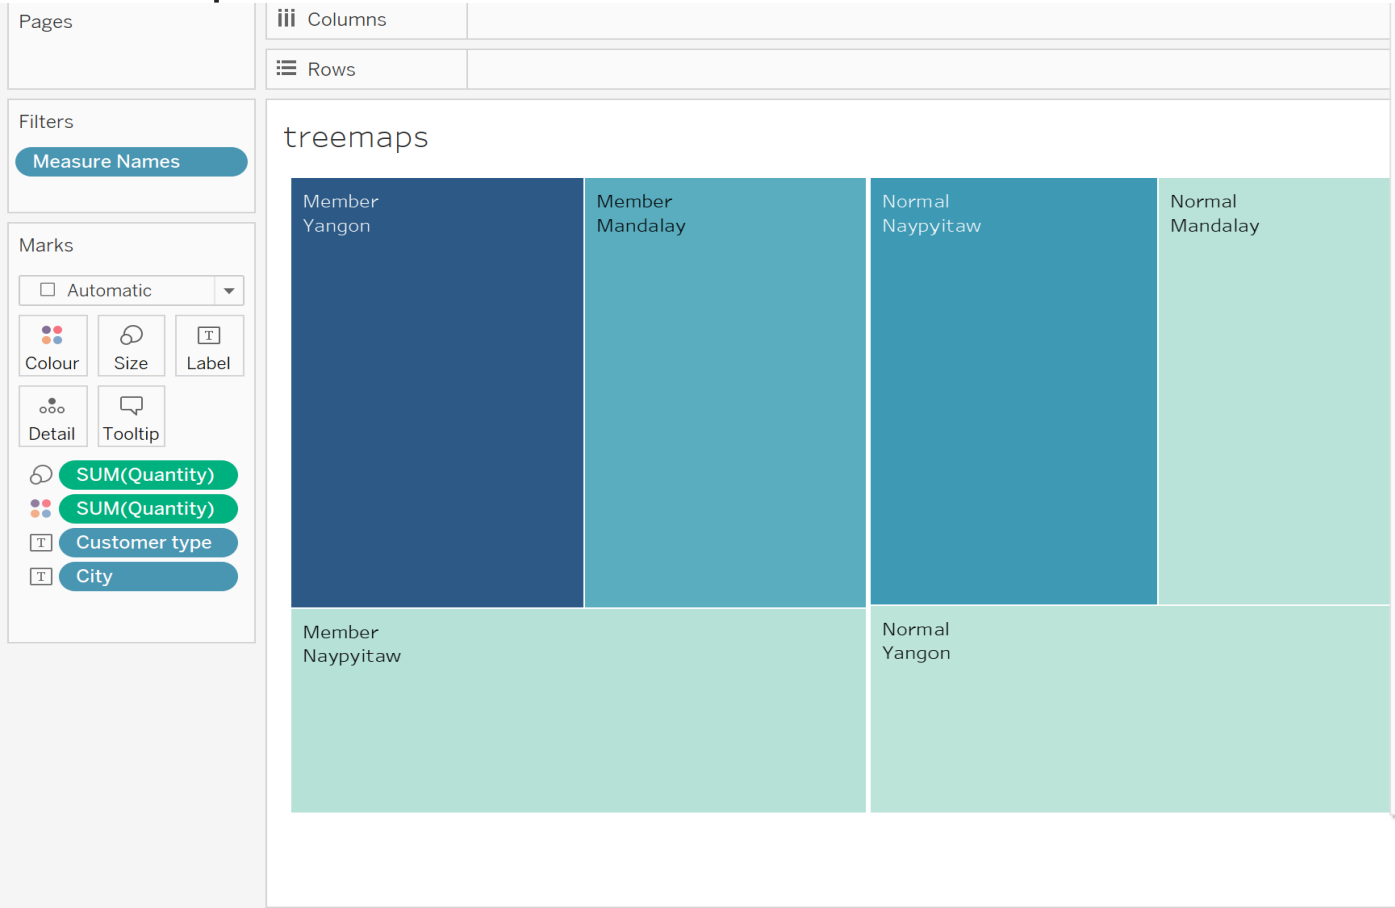 Pages
Columns
Rows
Filters
Measure Names
Marks
Automatic
Colour
Size
T
Label
Detail
Tooltip
SUM(Quantity)
SUM(Quantity)
T
Customer type
T
City
treemaps
Member
Yangon
Member
Mandalay
Normal
Naypyitaw
Normal
Mandalay
Member
Naypyitaw
Normal
Yangon